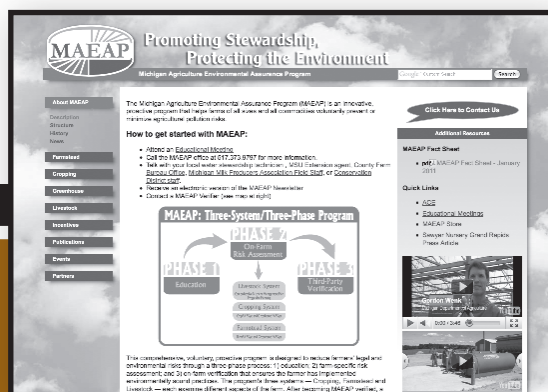 MAEAP
Promoting Stewardship,
Protecting the Environment
Michigan Agriculture Environmental Assurance Program
Google Custom Search
Search
About MAEAP
Description
Structure
History
News
Farmstead
Cropping
Greenhouse
Livestock
Incentives
Publications
Events
Partners
The Michigan Agriculture Environmental Assurance Program (MAEAP) is an innovative,
proactive program that helps farms of all sizes and all commodities voluntarily prevent or
minimize agricultural pollution risks.
How to get started with MAEAP:
Attend an Educational Meeting
Call the MAEAP office at 517.373.9797 for more information.
Talk with your local water stewardship technician, MSU Extension agent, County Farm
Bureau Office, Michigan Milk Producers Association Field Staff, or Conservation
District staff.
Receive an electronic version of the MAEAP Newsletter
Contact a MAEAP Verifier (see map at right)
MAEAP: Three-System/Three-Phase Program
PHASE 1
Education
PHASE 2
On-Farm
Risk Assessment
PHASE 3
Third-Party
Verification
Livestock System
Cropping System
Farmstead System
This comprehensive, voluntary, proactive program is designed to reduce farmers' legal and
environmental risks through a three-phase process: 1) education; 2) farm-specific risk
assessment; and 3) on-farm verification that ensures the farmer has implemented
environmentally sound practices. The program's three systems — Cropping, Farmstead and
Livestock — each examine different aspects of the farm. After becoming MAEAP verified, a
Click Here to Contact Us
Additional Resources
MAEAP Fact Sheet
pdf MAEAP Fact Sheet - January
2011
Quick Links
ACE
Educational Meetings
MAEAP Store
Sawyer Nursery Grand Rapids
Press Article
Gordon Wenk
Michigan Department of Agriculture
0:00 / 3:46